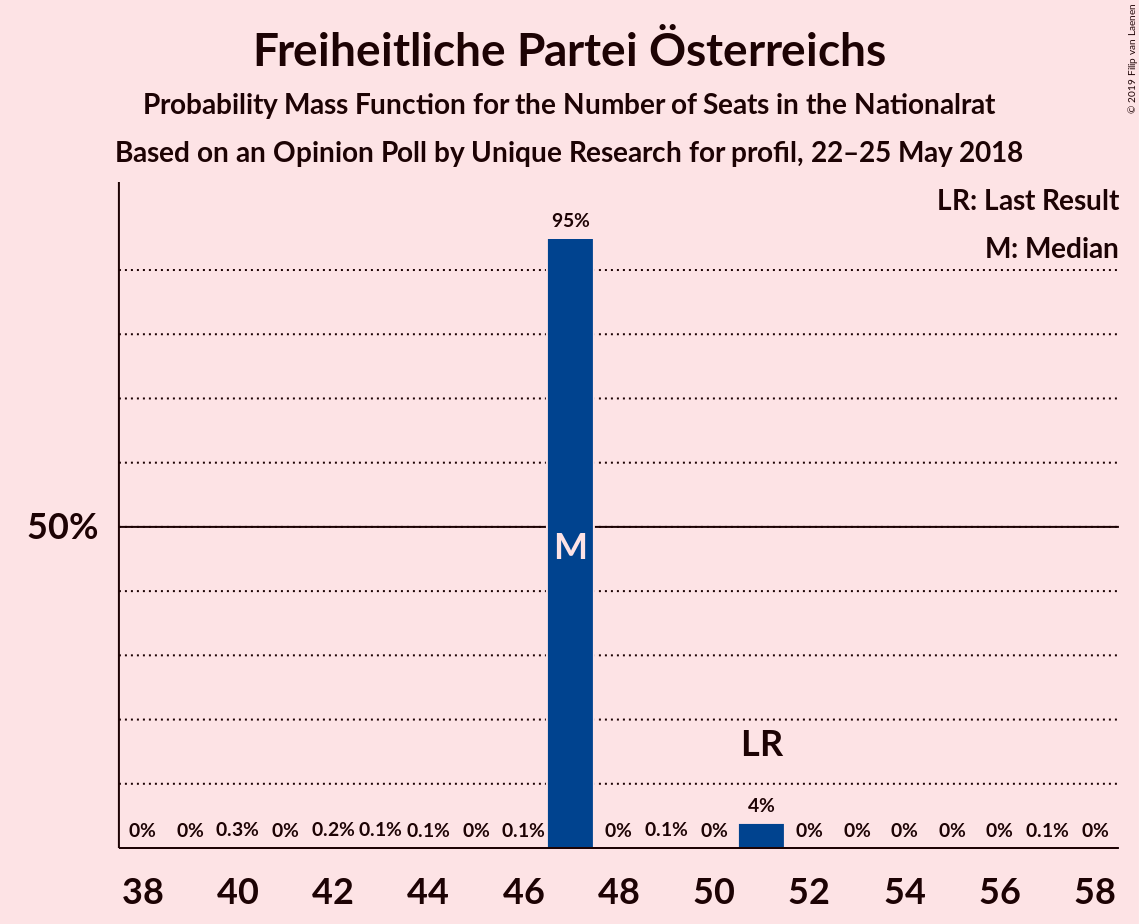 Freiheitliche Partei Österreichs
Probability Mass Function for the Number of Seats in the Nationalrat
Based on an Opinion Poll by Unique Research for profil, 22–25 May 2018
© 2019 Filip van Laenen
LR: Last Result
M: Median
95%
50%
M
LR
4%
0% 0% 0.3% 0% 0.2% 0.1% 0.1% 0% 0.1% 0% 0.1% 0% 0% 0% 0% 0% 0% 0.1% 0%
38 40 42 44 46 48 50 52 54 56 58